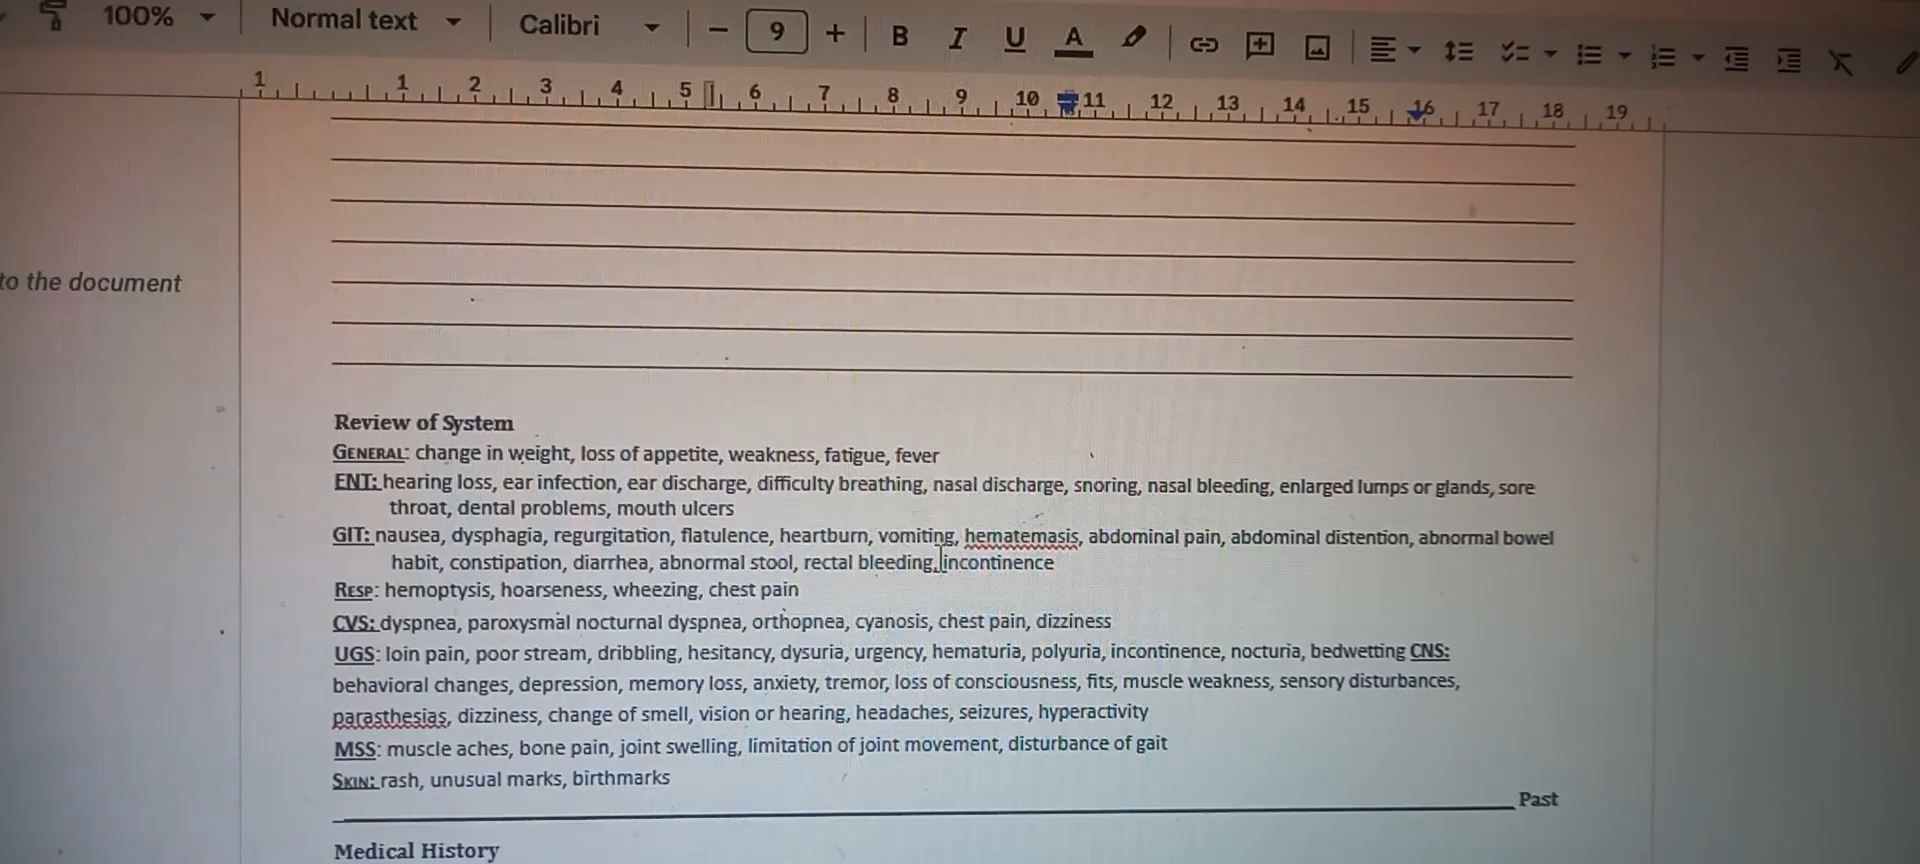 100% Normal text Calibri − 9 + B I U A
1 1 2 3 4 5 6 7 8 9 10 11 12 13 14 15 16 17 18 19
to the document
Review of System
GENERAL: change in weight, loss of appetite, weakness, fatigue, fever
ENT: hearing loss, ear infection, ear discharge, difficulty breathing, nasal discharge, snoring, nasal bleeding, enlarged lumps or glands, sore
throat, dental problems, mouth ulcers
GIT: nausea, dysphagia, regurgitation, flatulence, heartburn, vomiting, hematemasis, abdominal pain, abdominal distention, abnormal bowel
habit, constipation, diarrhea, abnormal stool, rectal bleeding, incontinence
RESP: hemoptysis, hoarseness, wheezing, chest pain
CVS: dyspnea, paroxysmal nocturnal dyspnea, orthopnea, cyanosis, chest pain, dizziness
UGS: loin pain, poor stream, dribbling, hesitancy, dysuria, urgency, hematuria, polyuria, incontinence, nocturia, bedwetting CNS:
behavioral changes, depression, memory loss, anxiety, tremor, loss of consciousness, fits, muscle weakness, sensory disturbances,
parasthesias, dizziness, change of smell, vision or hearing, headaches, seizures, hyperactivity
MSS: muscle aches, bone pain, joint swelling, limitation of joint movement, disturbance of gait
SKIN: rash, unusual marks, birthmarks
Past
Medical History